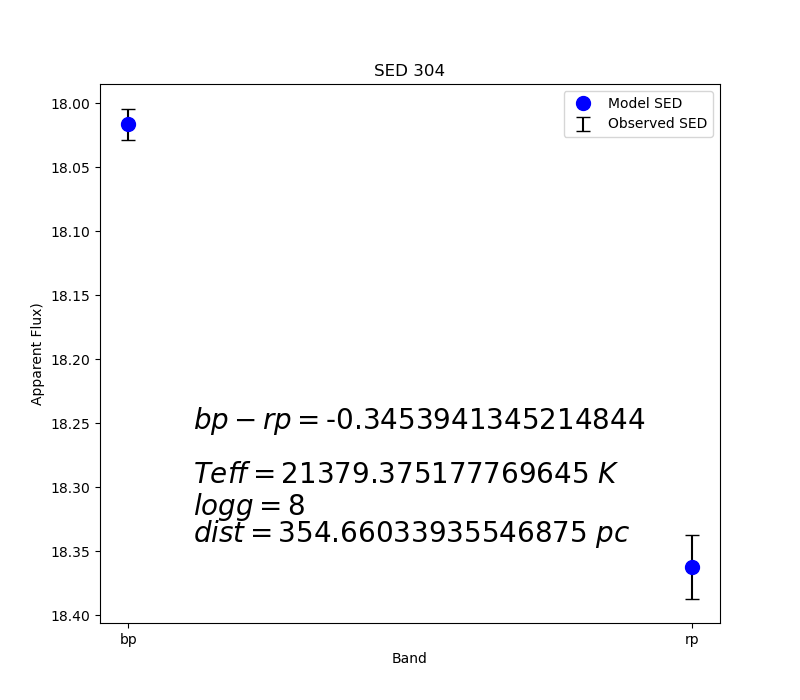 SED 304
Model SED
Observed SED
18.00
18.05
18.10
18.15
18.20
18.25
18.30
18.35
18.40
Apparent Flux)
bp − rp = -0.3453941345214844
Teff = 21379.375177769645 K
logg = 8
dist = 354.66033935546875 pc
bp
rp
Band